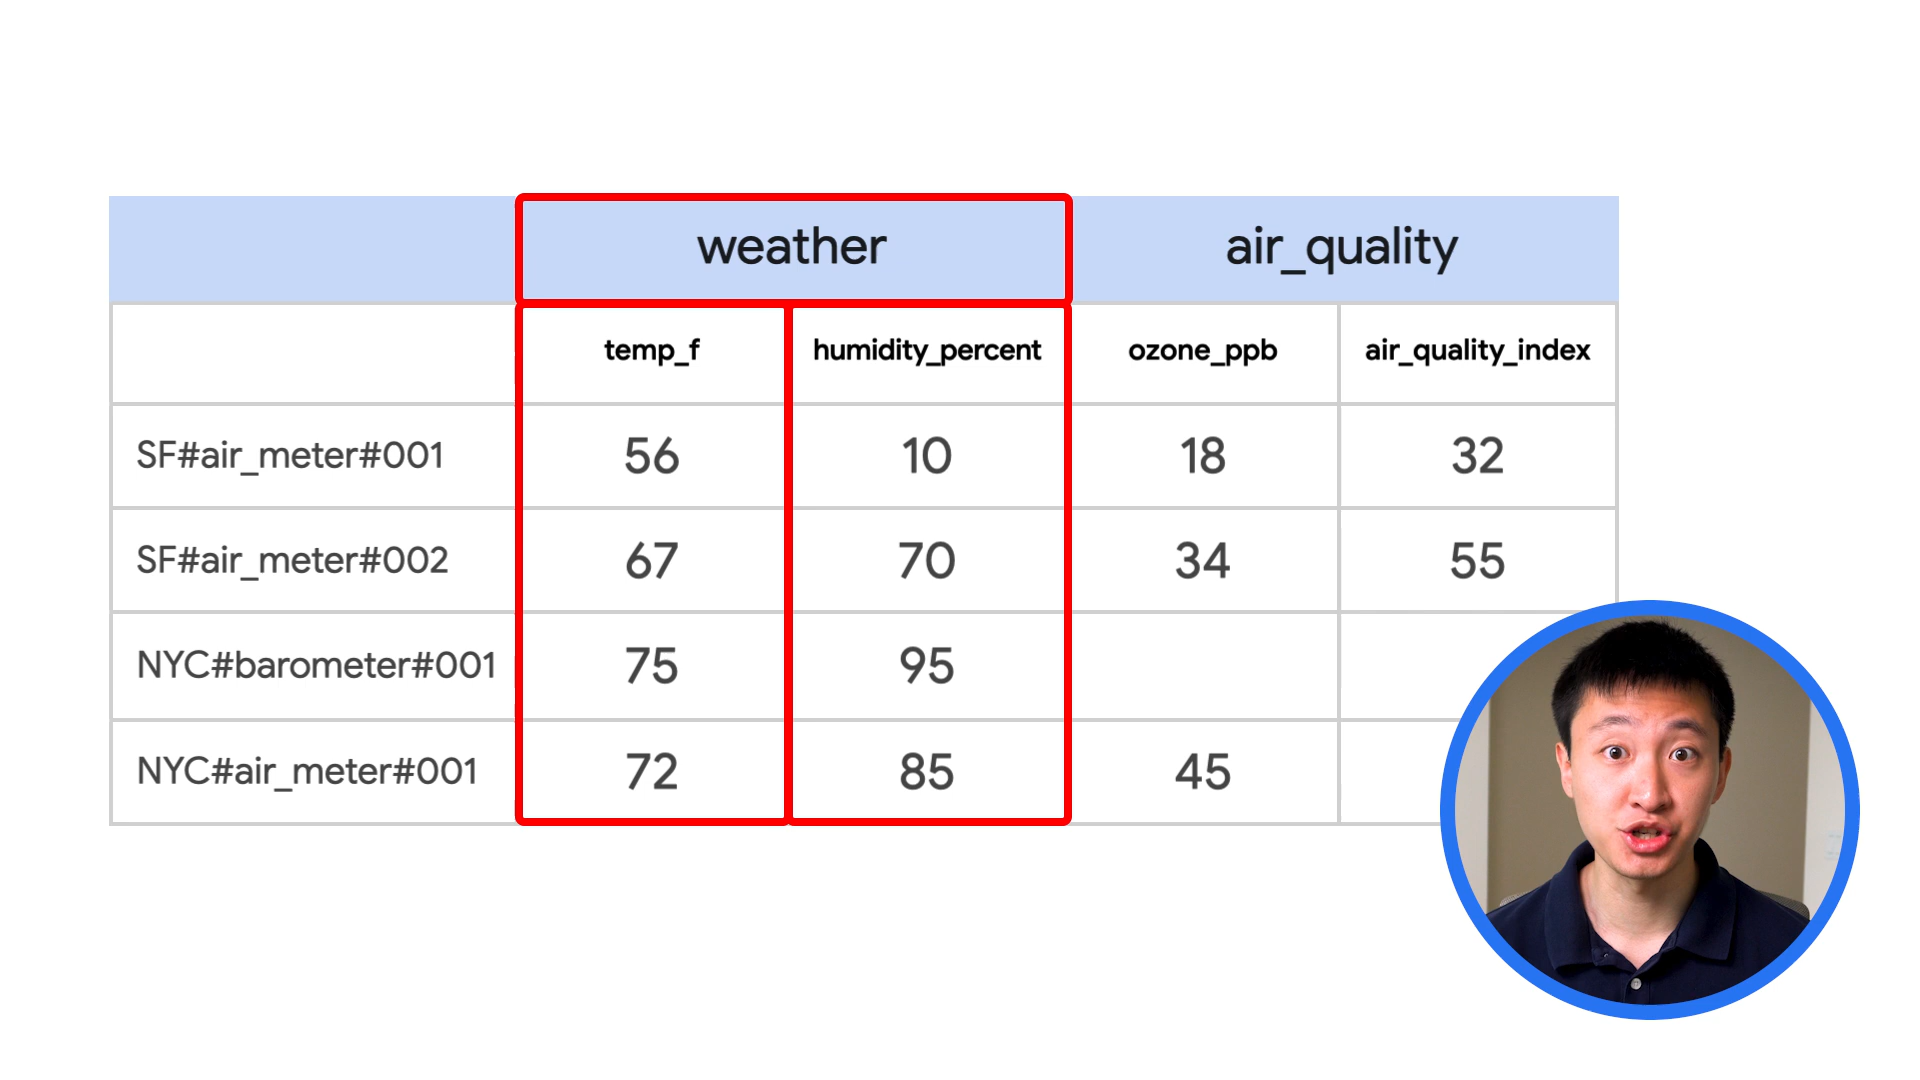 weather air_quality
temp_f humidity_percent ozone_ppb air_quality_index
SF#air_meter#001 56 10 18 32
SF#air_meter#002 67 70 34 55
NYC#barometer#001 75 95
NYC#air_meter#001 72 85 45